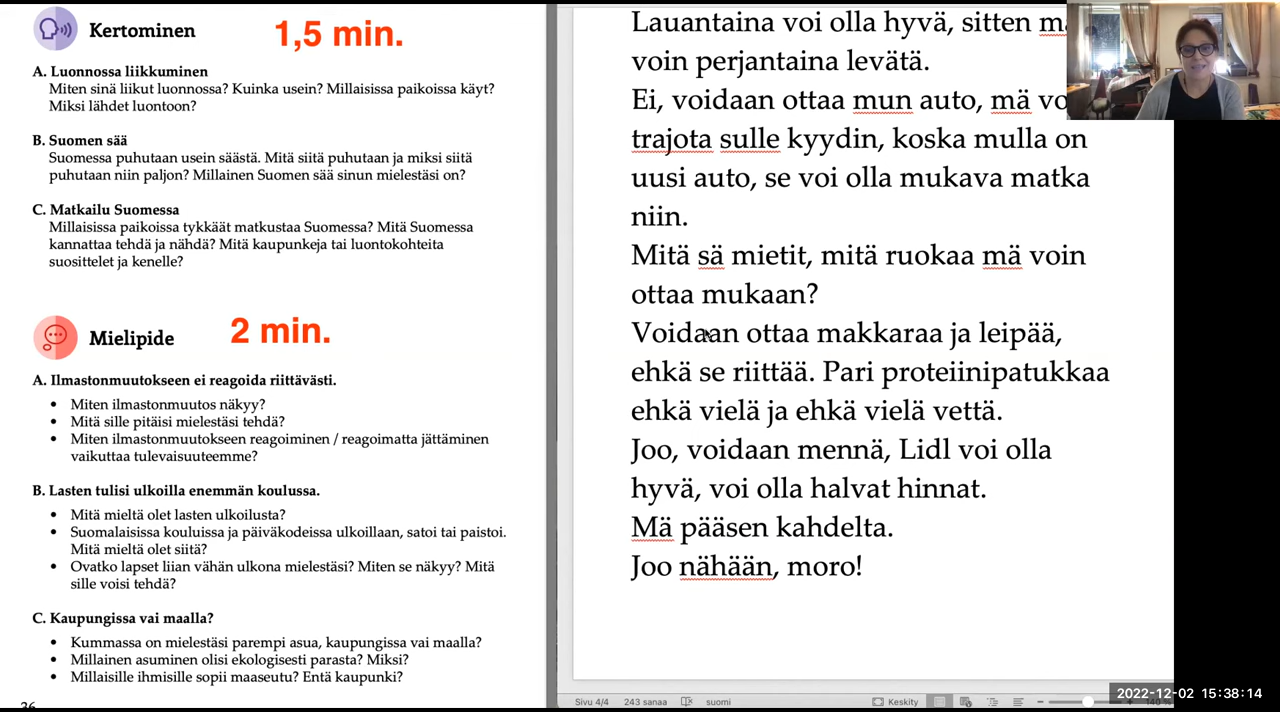 Kertominen
1,5 min.
A. Luonnossa liikkuminen
Miten sinä liikut luonnossa? Kuinka usein? Millaisissa paikoissa käyt?
Miksi lähdet luontoon?
B. Suomen sää
Suomessa puhutaan usein säästä. Mitä siitä puhutaan ja miksi siitä
puhutaan niin paljon? Millainen Suomen sää sinun mielestäsi on?
C. Matkailu Suomessa
Millaisissa paikoissa tykkäät matkustaa Suomessa? Mitä Suomessa
kannattaa tehdä ja nähdä? Mitä kaupunkeja tai luontokohteita
suosittelet ja kenelle?
Mielipide
2 min.
A. Ilmastonmuutokseen ei reagoida riittävästi.
• Miten ilmastonmuutos näkyy?
• Mitä sille pitäisi mielestäsi tehdä?
• Miten ilmastonmuutokseen reagoiminen / reagoimatta jättäminen
vaikuttaa tulevaisuuteemme?
B. Lasten tulisi ulkoilla enemmän koulussa.
• Mitä mieltä olet lasten ulkoilusta?
• Suomalaisissa kouluissa ja päiväkodeissa ulkoillaan, satoi tai paistoi.
Mitä mieltä olet siitä?
• Ovatko lapset liian vähän ulkona mielestäsi? Miten se näkyy? Mitä
sille voisi tehdä?
C. Kaupungissa vai maalla?
• Kummassa on mielestäsi parempi asua, kaupungissa vai maalla?
• Millainen asuminen olisi ekologisesti parasta? Miksi?
• Millaisille ihmisille sopii maaseutu? Entä kaupunki?
Lauantaina voi olla hyvä, sitten
voin perjantaina levätä.
Ei, voidaan ottaa mun auto, mä
trajota sulle kyydin, koska mulla on
uusi auto, se voi olla mukava matka
niin.
Mitä sä mietit, mitä ruokaa mä voin
ottaa mukaan?
Voidaan ottaa makkaraa ja leipää,
ehkä se riittää. Pari proteiinipatukkaa
ehkä vielä ja ehkä vielä vettä.
Joo, voidaan mennä, Lidl voi olla
hyvä, voi olla halvat hinnat.
Mä pääsen kahdelta.
Joo nähään, moro!
Sivu 4/4 243 sanaa suomi Keskity
2022-12-02 15:38:14